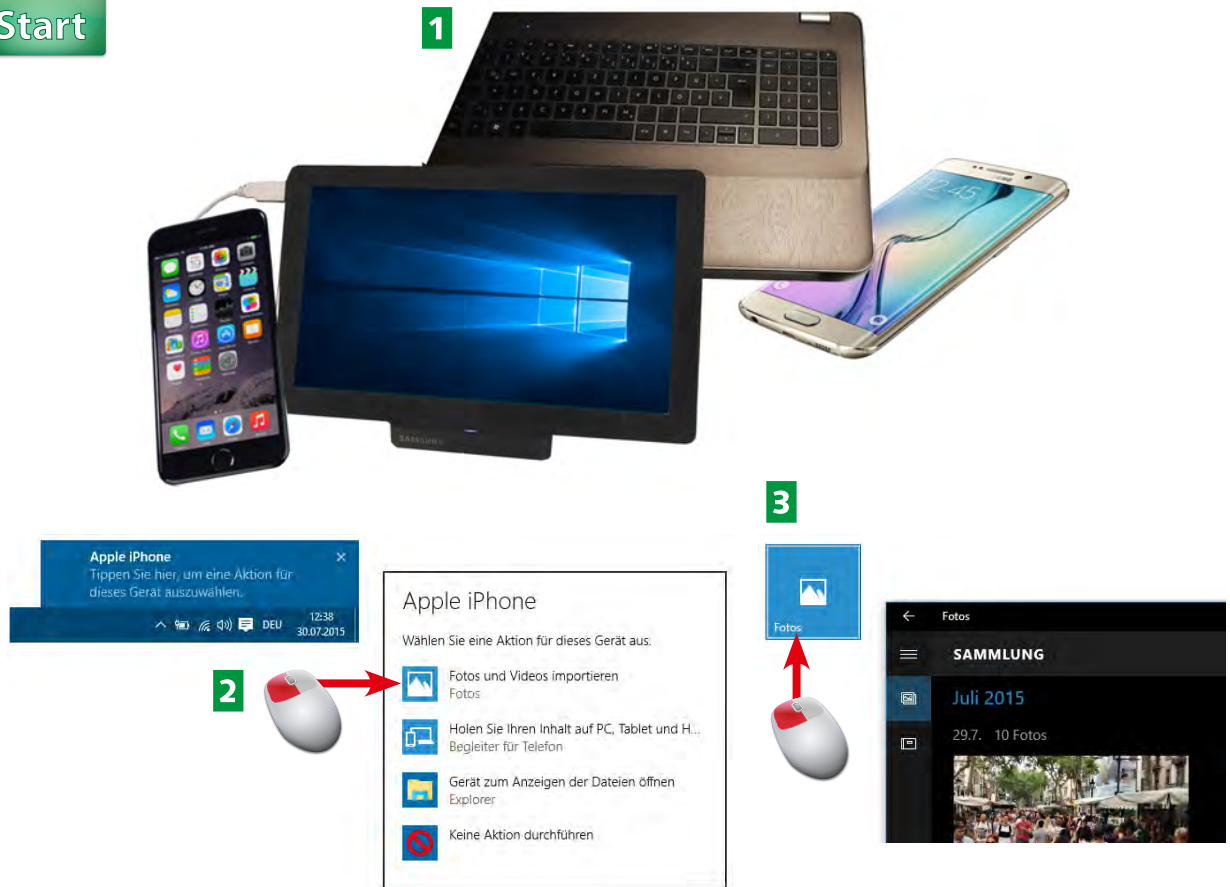 Start
1
12:45
SAMSUNG
3
Apple iPhone
Tippen Sie hier, um eine Aktion für
dieses Gerät auszuwählen.
DEU
12:38
30.07.2015
2
Apple iPhone
Wählen Sie eine Aktion für dieses Gerät aus:
Fotos und Videos importieren
Fotos
Holen Sie Ihren Inhalt auf PC, Tablet und H...
Begleiter für Telefon
Gerät zum Anzeigen der Dateien öffnen
Explorer
Keine Aktion durchführen
Fotos
Fotos
SAMMLUNG
Juli 2015
29.7. 10 Fotos